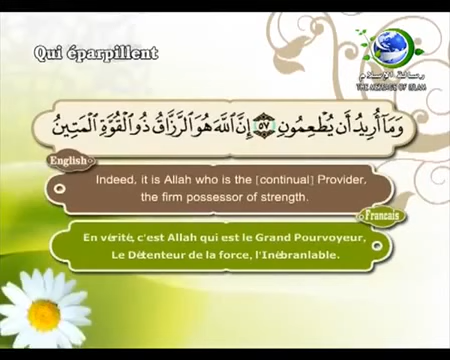 Qui éparpillent
رسالة الإسلام
THE MESSAGE OF ISLAM
وَمَآ أُرِيدُ أَن يُطْعِمُونِ ٥٧ إِنَّ ٱللَّهَ هُوَ ٱلرَّزَّاقُ ذُو ٱلْقُوَّةِ ٱلْمَتِينُ
English
Indeed, it is Allah who is the [continual] Provider,
the firm possessor of strength.
Francais
En vérité, c'est Allah qui est le Grand Pourvoyeur,
Le Détenteur de la force, l'Inébranlable.